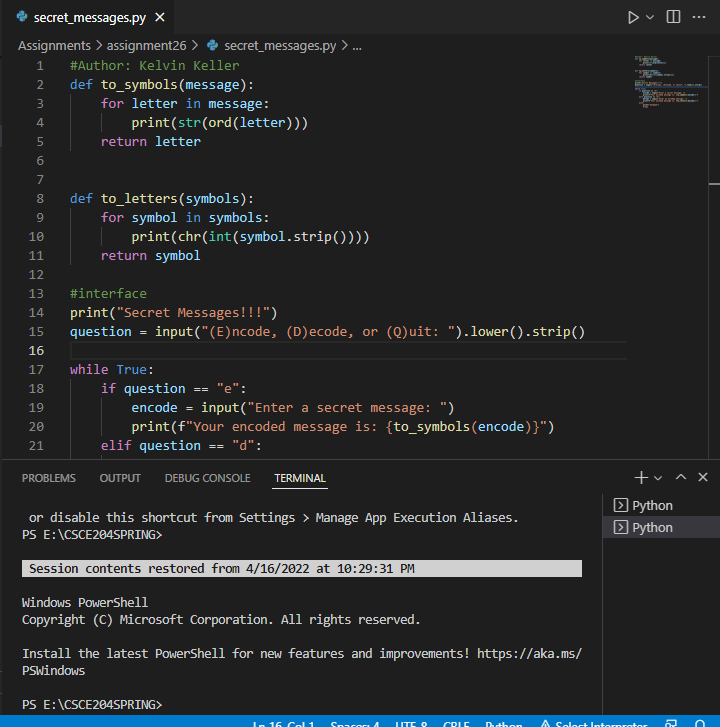 secret_messages.py
Assignments > assignment26 > secret_messages.py > ...
1 #Author: Kelvin Keller
2 def to_symbols(message):
3     for letter in message:
4         print(str(ord(letter)))
5     return letter
6
7
8 def to_letters(symbols):
9     for symbol in symbols:
10         print(chr(int(symbol.strip())))
11     return symbol
12
13 #interface
14 print("Secret Messages!!!")
15 question = input("(E)ncode, (D)ecode, or (Q)uit: ").lower().strip()
16
17 while True:
18     if question == "e":
19         encode = input("Enter a secret message: ")
20         print(f"Your encoded message is: {to_symbols(encode)}")
21     elif question == "d":
PROBLEMS OUTPUT DEBUG CONSOLE TERMINAL
Python
Python
or disable this shortcut from Settings > Manage App Execution Aliases.
PS E:\CSCE204SPRING>
Session contents restored from 4/16/2022 at 10:29:31 PM
Windows PowerShell
Copyright (C) Microsoft Corporation. All rights reserved.
Install the latest PowerShell for new features and improvements! https://aka.ms/
PSWindows
PS E:\CSCE204SPRING>
Ln 16, Col 1 Spaces: 4 UTF-8 CRLF Python Select Interpreter